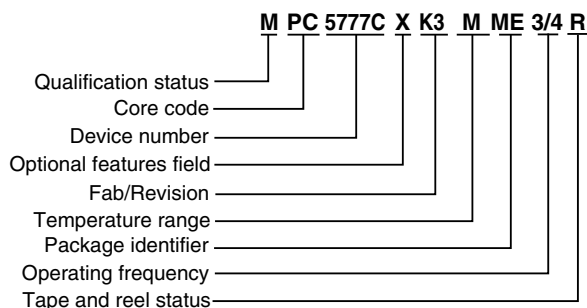 M PC 5777C X K3 M ME 3/4 R
Qualification status
Core code
Device number
Optional features field
Fab/Revision
Temperature range
Package identifier
Operating frequency
Tape and reel status